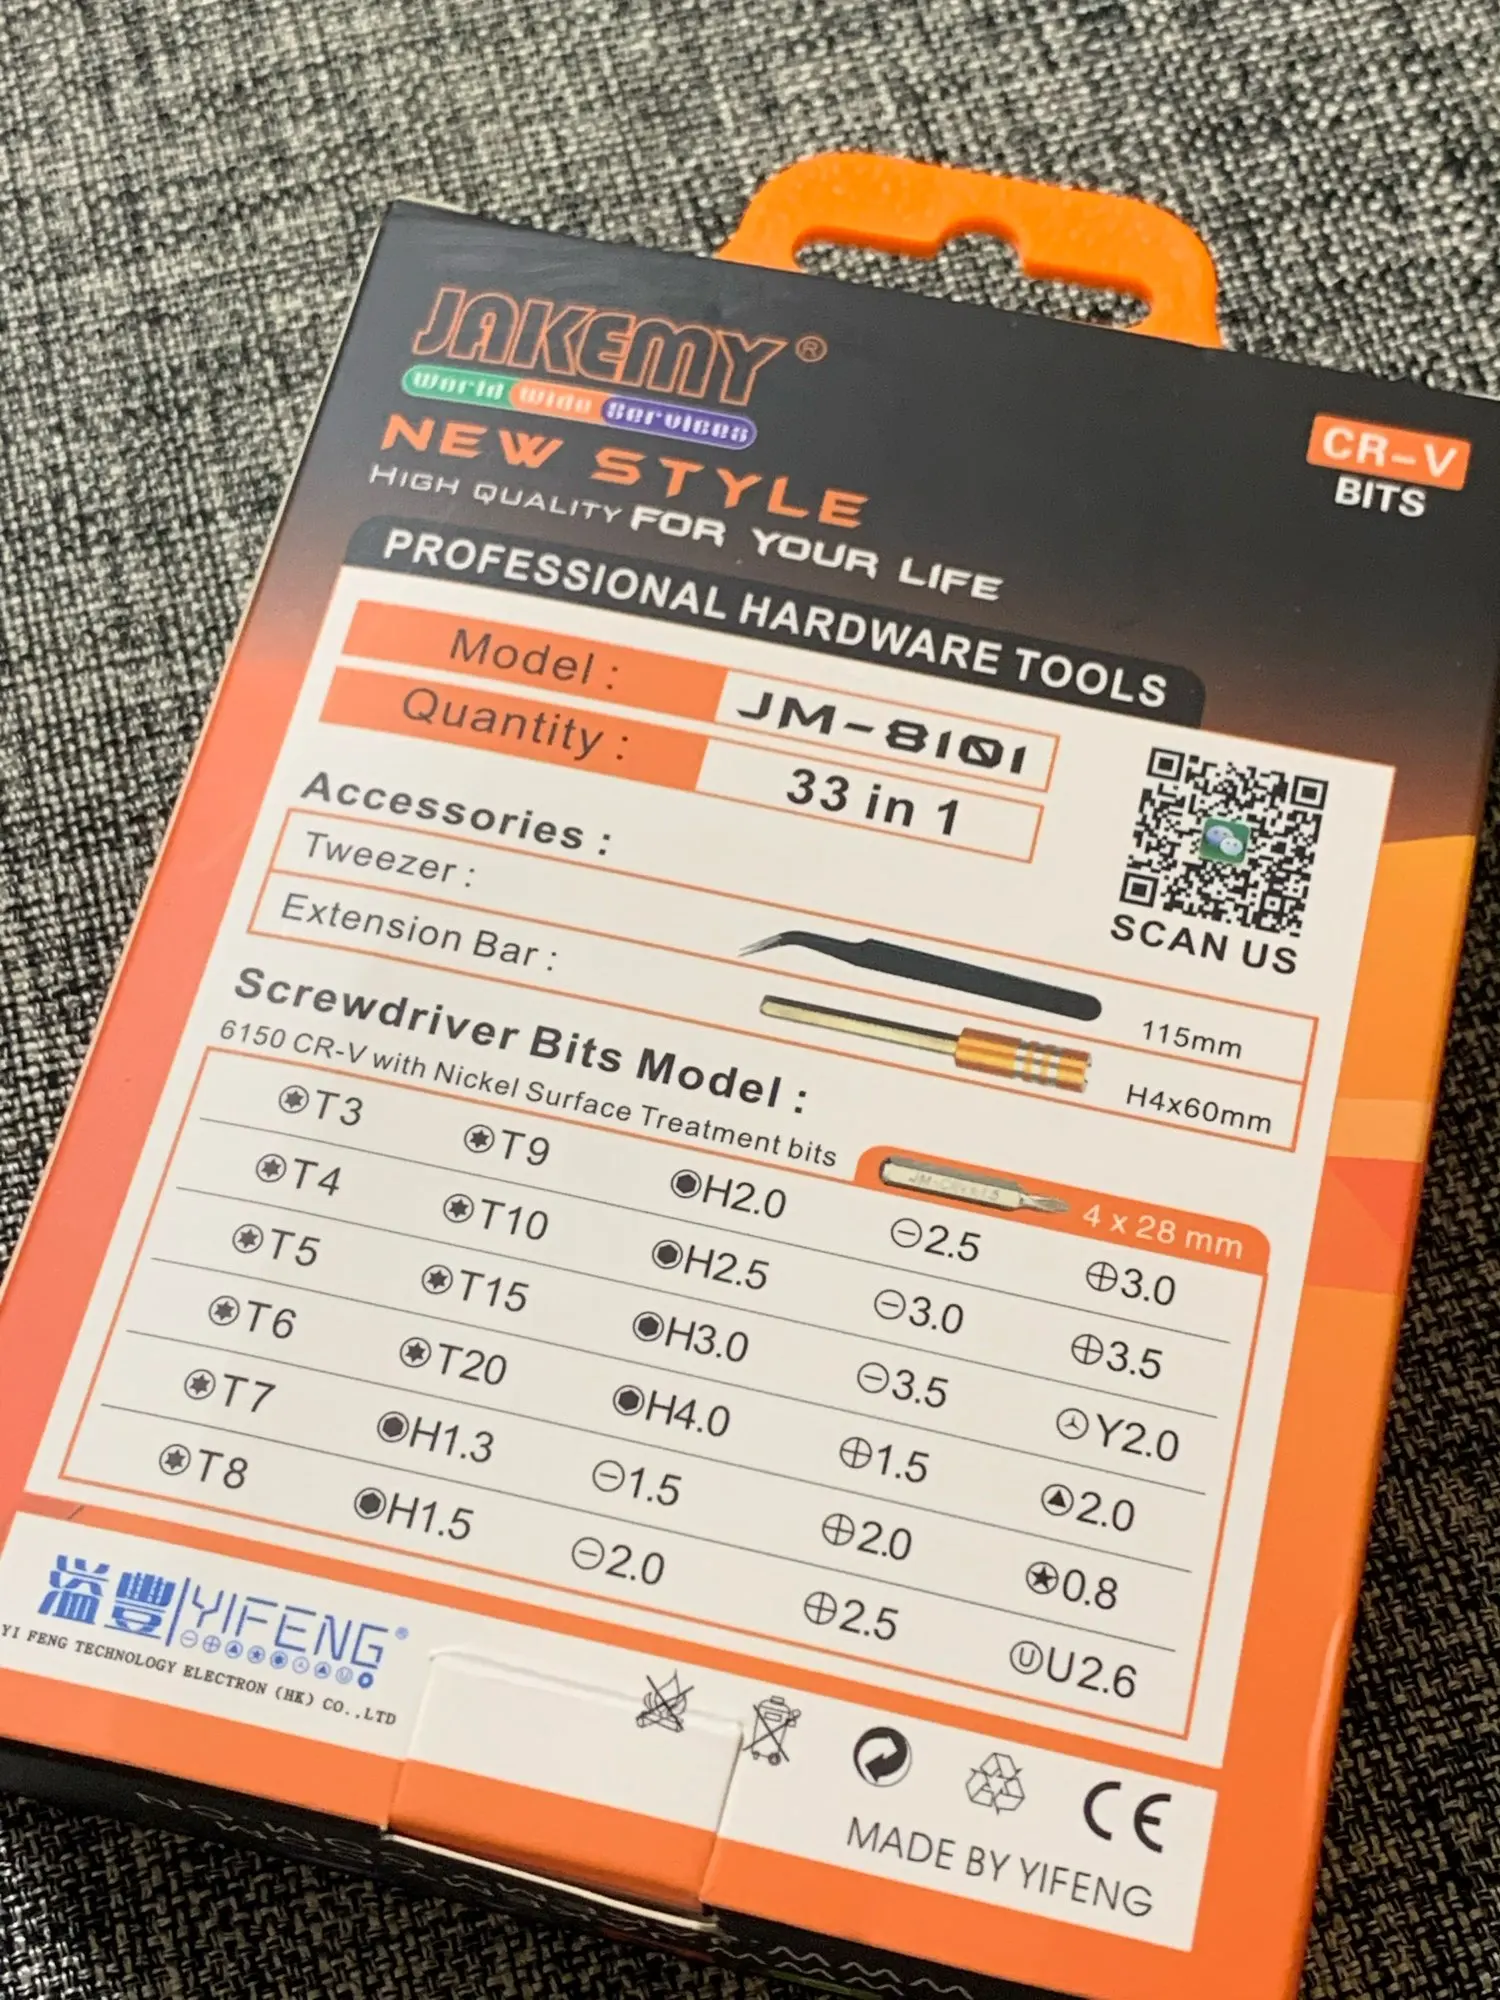 JAKEMY®
world wide services
NEW STYLE
HIGH QUALITY FOR YOUR LIFE
CR-V
BITS
PROFESSIONAL HARDWARE TOOLS
Model : JM-8101
Quantity : 33 in 1
SCAN US
Accessories :
Tweezer : 115mm
Extension Bar : H4x60mm
Screwdriver Bits Model :
6150 CR-V with Nickel Surface Treatment bits
4 x 28 mm
T3 T9 H2.0 2.5 3.0
T4 T10 H2.5 3.0 3.5
T5 T15 H3.0 3.5 Y2.0
T6 T20 H4.0 1.5 2.0
T7 H1.3 1.5 2.0 0.8
T8 H1.5 2.0 2.5 U2.6
溢豐 YIFENG®
YI FENG TECHNOLOGY ELECTRON (HK) CO.,LTD
CE
MADE BY YIFENG